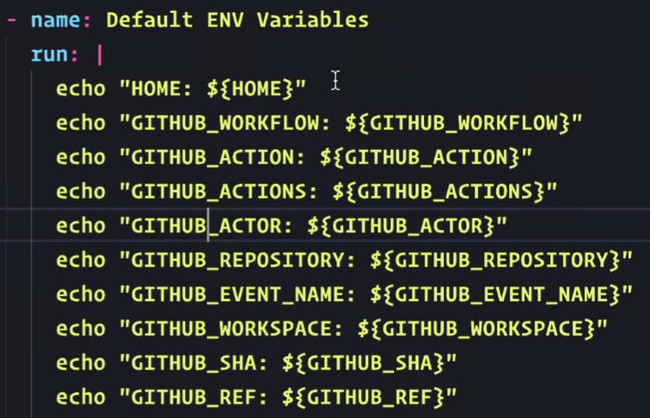 - name: Default ENV Variables
run: |
echo "HOME: ${HOME}"
echo "GITHUB_WORKFLOW: ${GITHUB_WORKFLOW}"
echo "GITHUB_ACTION: ${GITHUB_ACTION}"
echo "GITHUB_ACTIONS: ${GITHUB_ACTIONS}"
echo "GITHUB_ACTOR: ${GITHUB_ACTOR}"
echo "GITHUB_REPOSITORY: ${GITHUB_REPOSITORY}"
echo "GITHUB_EVENT_NAME: ${GITHUB_EVENT_NAME}"
echo "GITHUB_WORKSPACE: ${GITHUB_WORKSPACE}"
echo "GITHUB_SHA: ${GITHUB_SHA}"
echo "GITHUB_REF: ${GITHUB_REF}"